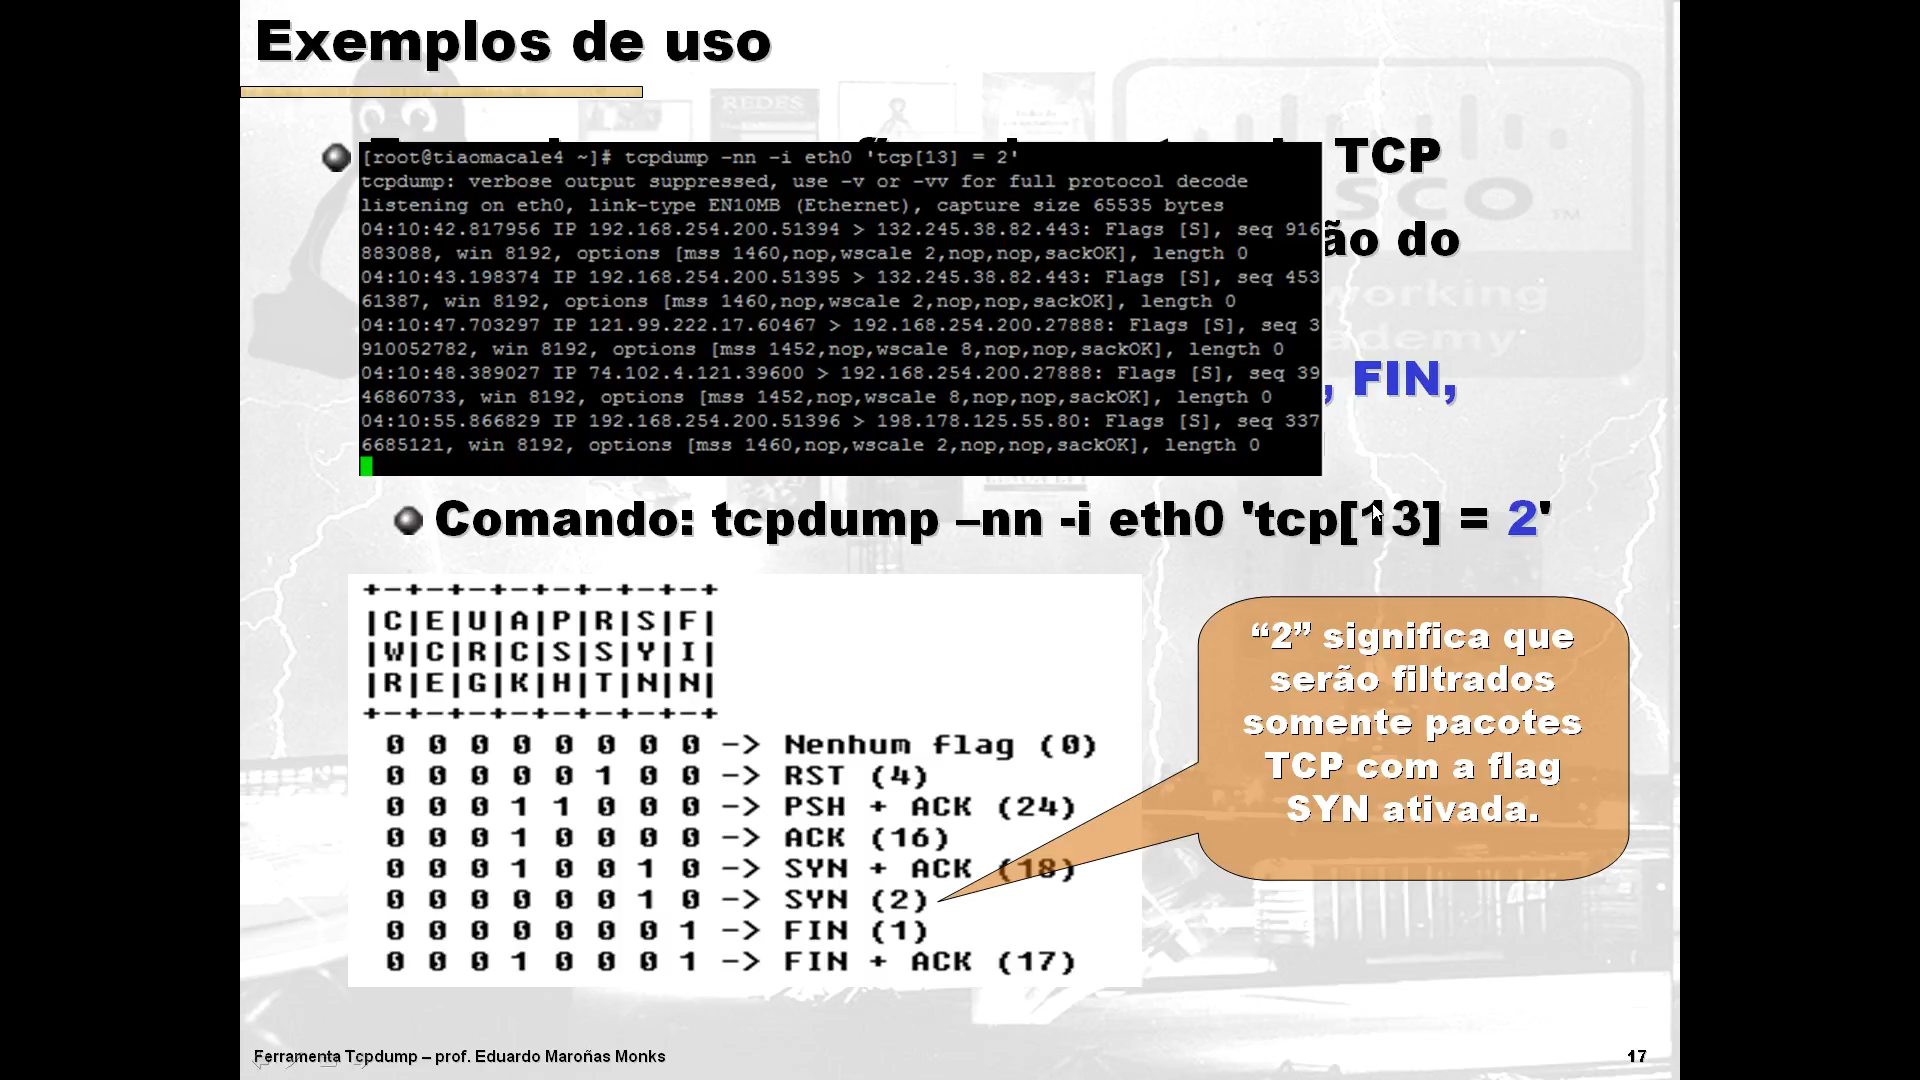 Exemplos de uso
TCP
[root@tiaomacale4 ~]# tcpdump -nn -i eth0 'tcp[13] = 2'
tcpdump: verbose output suppressed, use -v or -vv for full protocol decode
listening on eth0, link-type EN10MB (Ethernet), capture size 65535 bytes
04:10:42.817956 IP 192.168.254.200.51394 > 132.245.38.82.443: Flags [S], seq 916
883088, win 8192, options [mss 1460,nop,wscale 2,nop,nop,sackOK], length 0
04:10:43.198374 IP 192.168.254.200.51395 > 132.245.38.82.443: Flags [S], seq 453
61387, win 8192, options [mss 1460,nop,wscale 2,nop,nop,sackOK], length 0
04:10:47.703297 IP 121.99.222.17.60467 > 192.168.254.200.27888: Flags [S], seq 3
910052782, win 8192, options [mss 1452,nop,wscale 8,nop,nop,sackOK], length 0
04:10:48.389027 IP 74.102.4.121.39600 > 192.168.254.200.27888: Flags [S], seq 39
46860733, win 8192, options [mss 1452,nop,wscale 8,nop,nop,sackOK], length 0
04:10:55.866829 IP 192.168.254.200.51396 > 198.178.125.55.80: Flags [S], seq 337
6685121, win 8192, options [mss 1460,nop,wscale 2,nop,nop,sackOK], length 0
ão do
, FIN,
Comando: tcpdump –nn -i eth0 'tcp[13] = 2'
+-+-+-+-+-+-+-+-+
|C|E|U|A|P|R|S|F|
|W|C|R|C|S|S|Y|I|
|R|E|G|K|H|T|N|N|
+-+-+-+-+-+-+-+-+
0 0 0 0 0 0 0 0 -> Nenhum flag (0)
0 0 0 0 0 1 0 0 -> RST (4)
0 0 0 1 1 0 0 0 -> PSH + ACK (24)
0 0 0 1 0 0 0 0 -> ACK (16)
0 0 0 1 0 0 1 0 -> SYN + ACK (18)
0 0 0 0 0 0 1 0 -> SYN (2)
0 0 0 0 0 0 0 1 -> FIN (1)
0 0 0 1 0 0 0 1 -> FIN + ACK (17)
“2” significa que
serão filtrados
somente pacotes
TCP com a flag
SYN ativada.
REDES
Ferramenta Tcpdump – prof. Eduardo Maroñas Monks
17